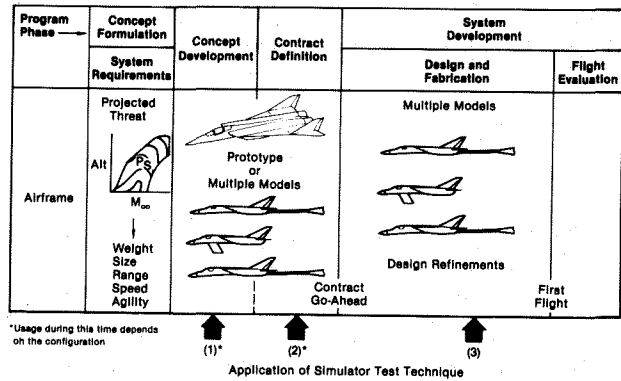 Program
Phase
Concept
Formulation
System
Requirements
Concept
Development
Contract
Definition
System
Development
Design and
Fabrication
Flight
Evaluation
Airframe
Projected
Threat
Alt
PS
M∞
Weight
Size
Range
Speed
Agility
Prototype
or
Multiple Models
Multiple Models
Design Refinements
Contract
Go-Ahead
First
Flight
*Usage during this time depends
oh the configuration
(1)*
(2)*
(3)
Application of Simulator Test Technique